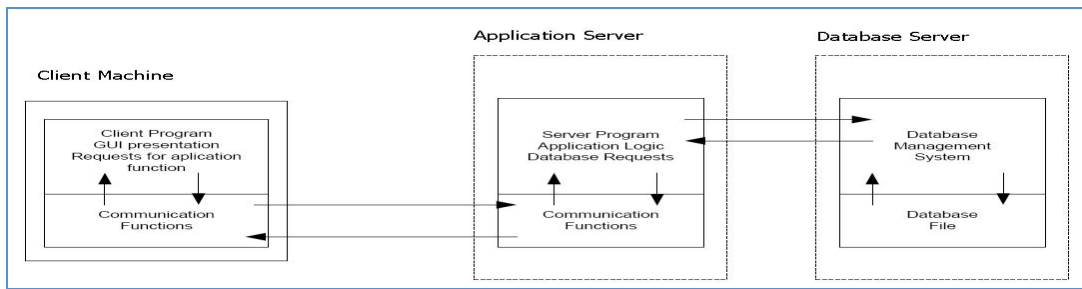 Application Server
Database Server
Client Machine
Client Program
GUI presentation
Requests for aplication
function
Communication
Functions
Server Program
Application Logic
Database Requests
Communication
Functions
Database
Management
System
Database
File